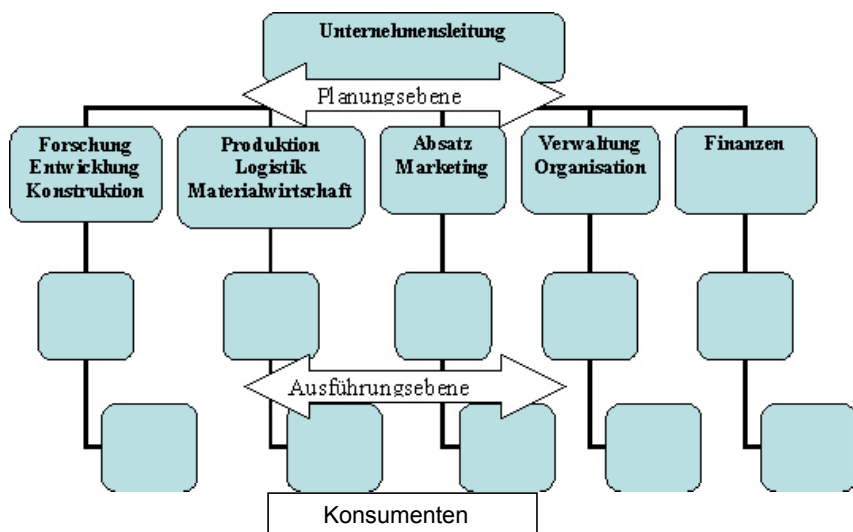 Unternehmensleitung
Planungsebene
Forschung
Entwicklung
Konstruktion
Produktion
Logistik
Materialwirtschaft
Absatz
Marketing
Verwaltung
Organisation
Finanzen
Ausführungsebene
Konsumenten